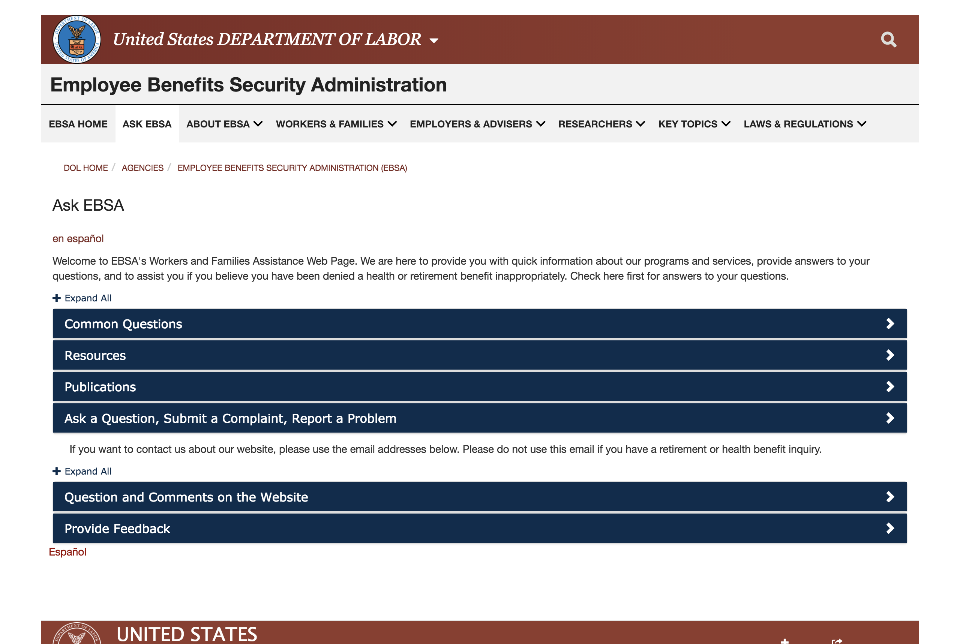 United States DEPARTMENT OF LABOR
Employee Benefits Security Administration
EBSA HOME ASK EBSA ABOUT EBSA WORKERS & FAMILIES EMPLOYERS & ADVISERS RESEARCHERS KEY TOPICS LAWS & REGULATIONS
DOL HOME / AGENCIES / EMPLOYEE BENEFITS SECURITY ADMINISTRATION (EBSA)
Ask EBSA
en español
Welcome to EBSA's Workers and Families Assistance Web Page. We are here to provide you with quick information about our programs and services, provide answers to your
questions, and to assist you if you believe you have been denied a health or retirement benefit inappropriately. Check here first for answers to your questions.
Expand All
Common Questions
Resources
Publications
Ask a Question, Submit a Complaint, Report a Problem
If you want to contact us about our website, please use the email addresses below. Please do not use this email if you have a retirement or health benefit inquiry.
Expand All
Question and Comments on the Website
Provide Feedback
Español
UNITED STATES